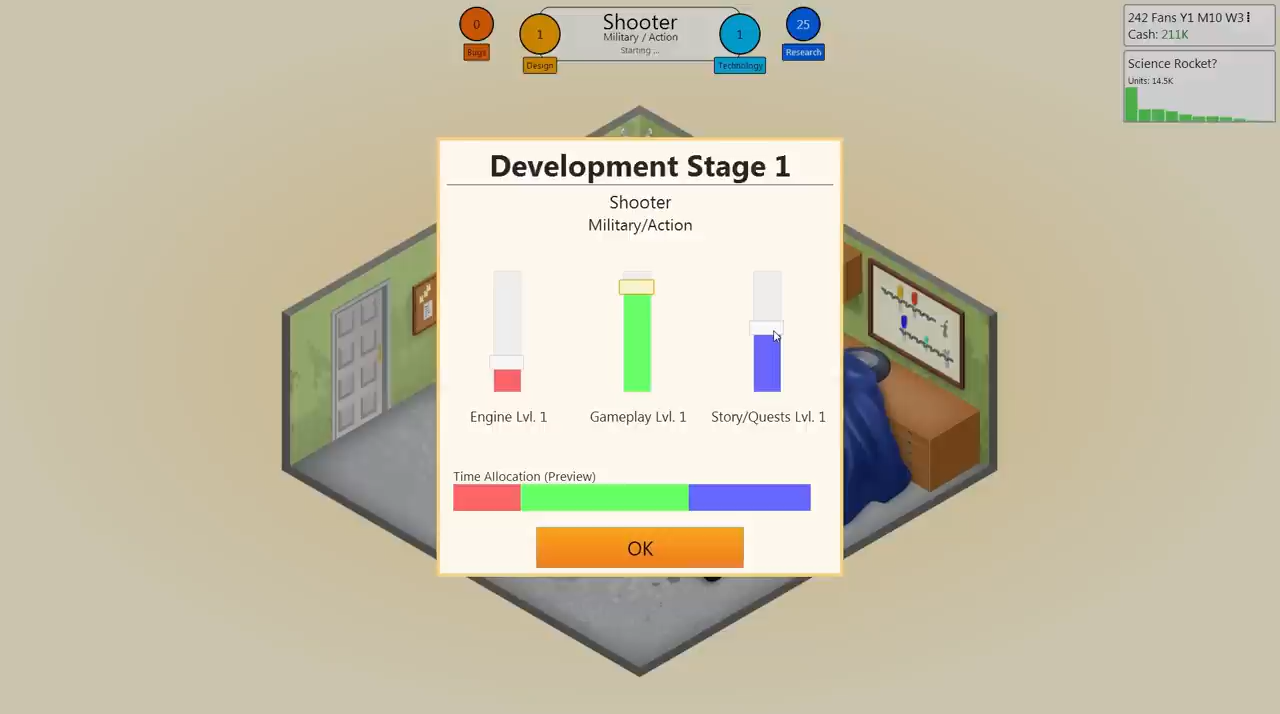 0
Bugs
1
Design
Shooter
Military / Action
Starting ...
1
Technology
25
Research
242 Fans Y1 M10 W3
Cash: 211K
Science Rocket?
Units: 14.5K
Development Stage 1
Shooter
Military/Action
Engine Lvl. 1
Gameplay Lvl. 1
Story/Quests Lvl. 1
Time Allocation (Preview)
OK